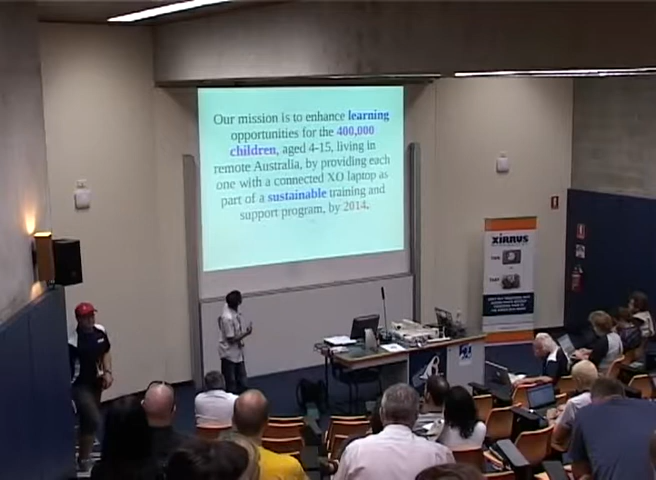 Our mission is to enhance learning
opportunities for the 400,000
children, aged 4-15, living in
remote Australia, by providing each
one with a connected XO laptop as
part of a sustainable training and
support program, by 2014.
XIRRUS